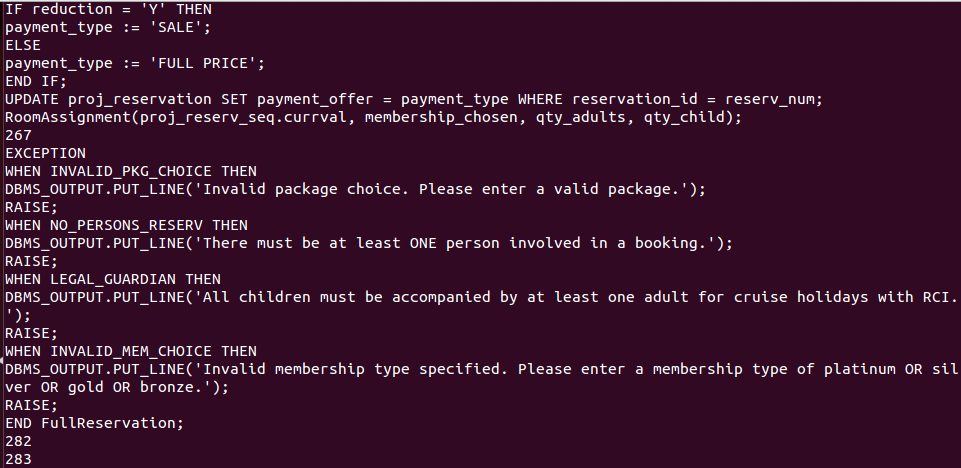 IF reduction = 'Y' THEN
payment_type := 'SALE';
ELSE
payment_type := 'FULL PRICE';
END IF;
UPDATE proj_reservation SET payment_offer = payment_type WHERE reservation_id = reserv_num;
RoomAssignment(proj_reserv_seq.currval, membership_chosen, qty_adults, qty_child);
267
EXCEPTION
WHEN INVALID_PKG_CHOICE THEN
DBMS_OUTPUT.PUT_LINE('Invalid package choice. Please enter a valid package.');
RAISE;
WHEN NO_PERSONS_RESERV THEN
DBMS_OUTPUT.PUT_LINE('There must be at least ONE person involved in a booking.');
RAISE;
WHEN LEGAL_GUARDIAN THEN
DBMS_OUTPUT.PUT_LINE('All children must be accompanied by at least one adult for cruise holidays with RCI.
');
RAISE;
WHEN INVALID_MEM_CHOICE THEN
DBMS_OUTPUT.PUT_LINE('Invalid membership type specified. Please enter a membership type of platinum OR sil
ver OR gold OR bronze.');
RAISE;
END FullReservation;
282
283